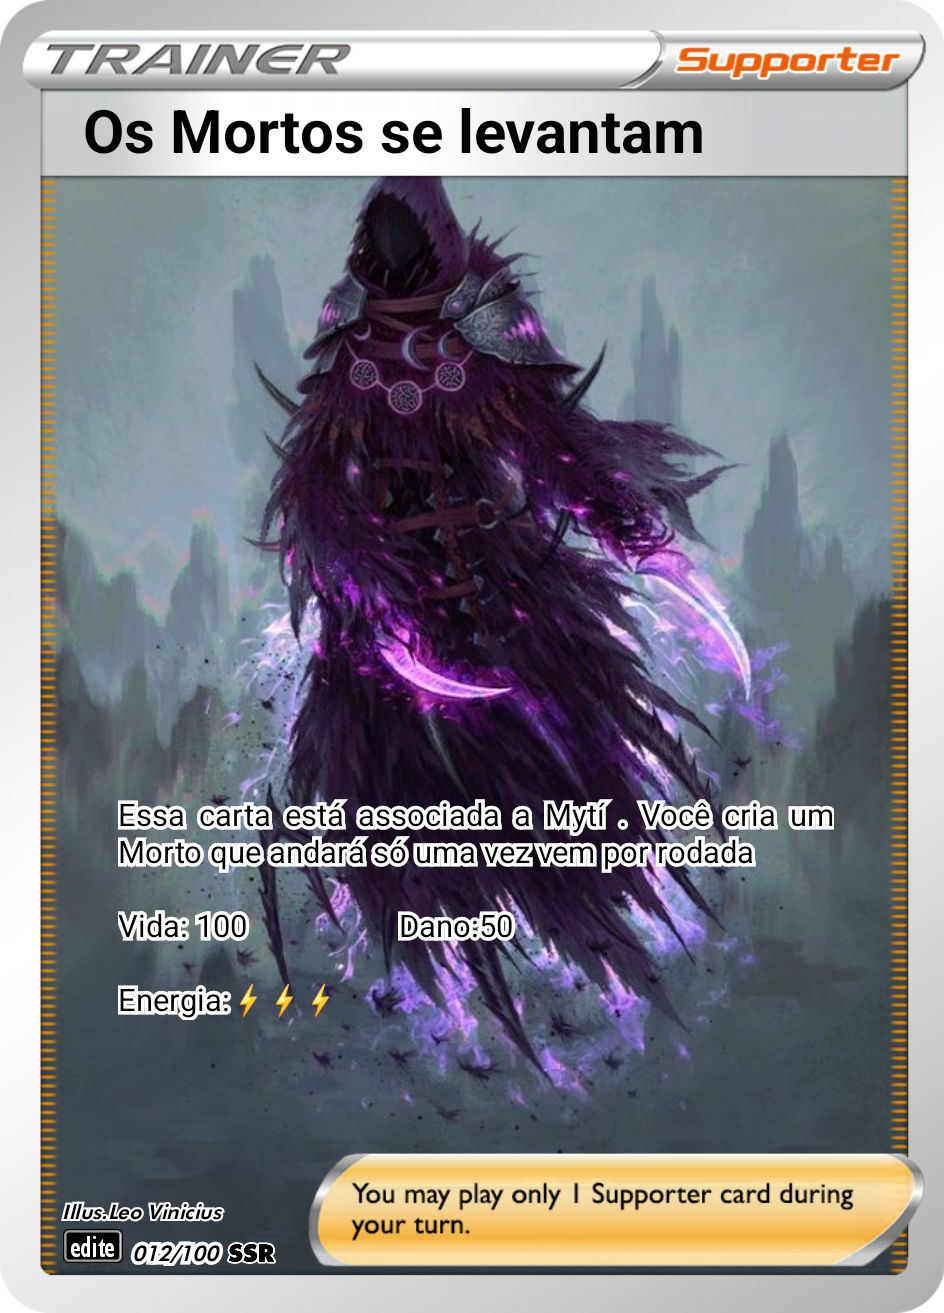 TRAINER
Supporter
Os Mortos se levantam
Essa carta está associada a Mytí . Você cria um
Morto que andará só uma vez vem por rodada
Vida: 100 Dano:50
Energia:⚡ ⚡ ⚡
You may play only 1 Supporter card during
your turn.
Illus.Leo Vinicius
edite 012/100 SSR